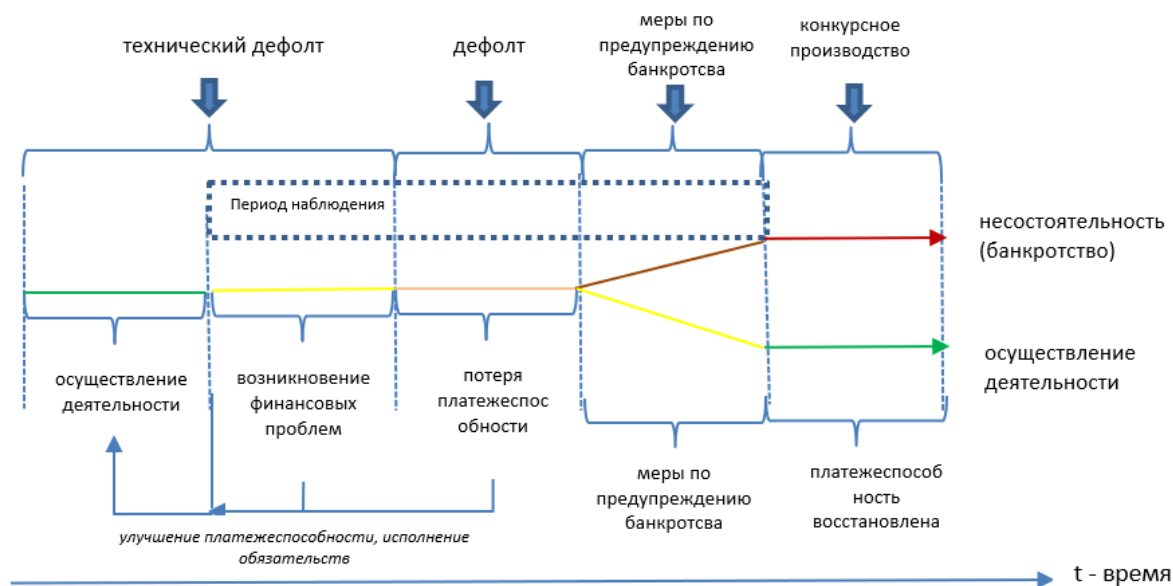 технический дефолт
дефолт
меры по
предупреждению
банкротсва
конкурсное
производство
Период наблюдения
несостоятельность
(банкротство)
осуществление
деятельности
осуществление
деятельности
возникновение
финансовых
проблем
потеря
платежеспос
обности
меры по
предупреждению
банкротсва
платежеспособ
ность
восстановлена
улучшение платежеспособности, исполнение
обязательств
t - время